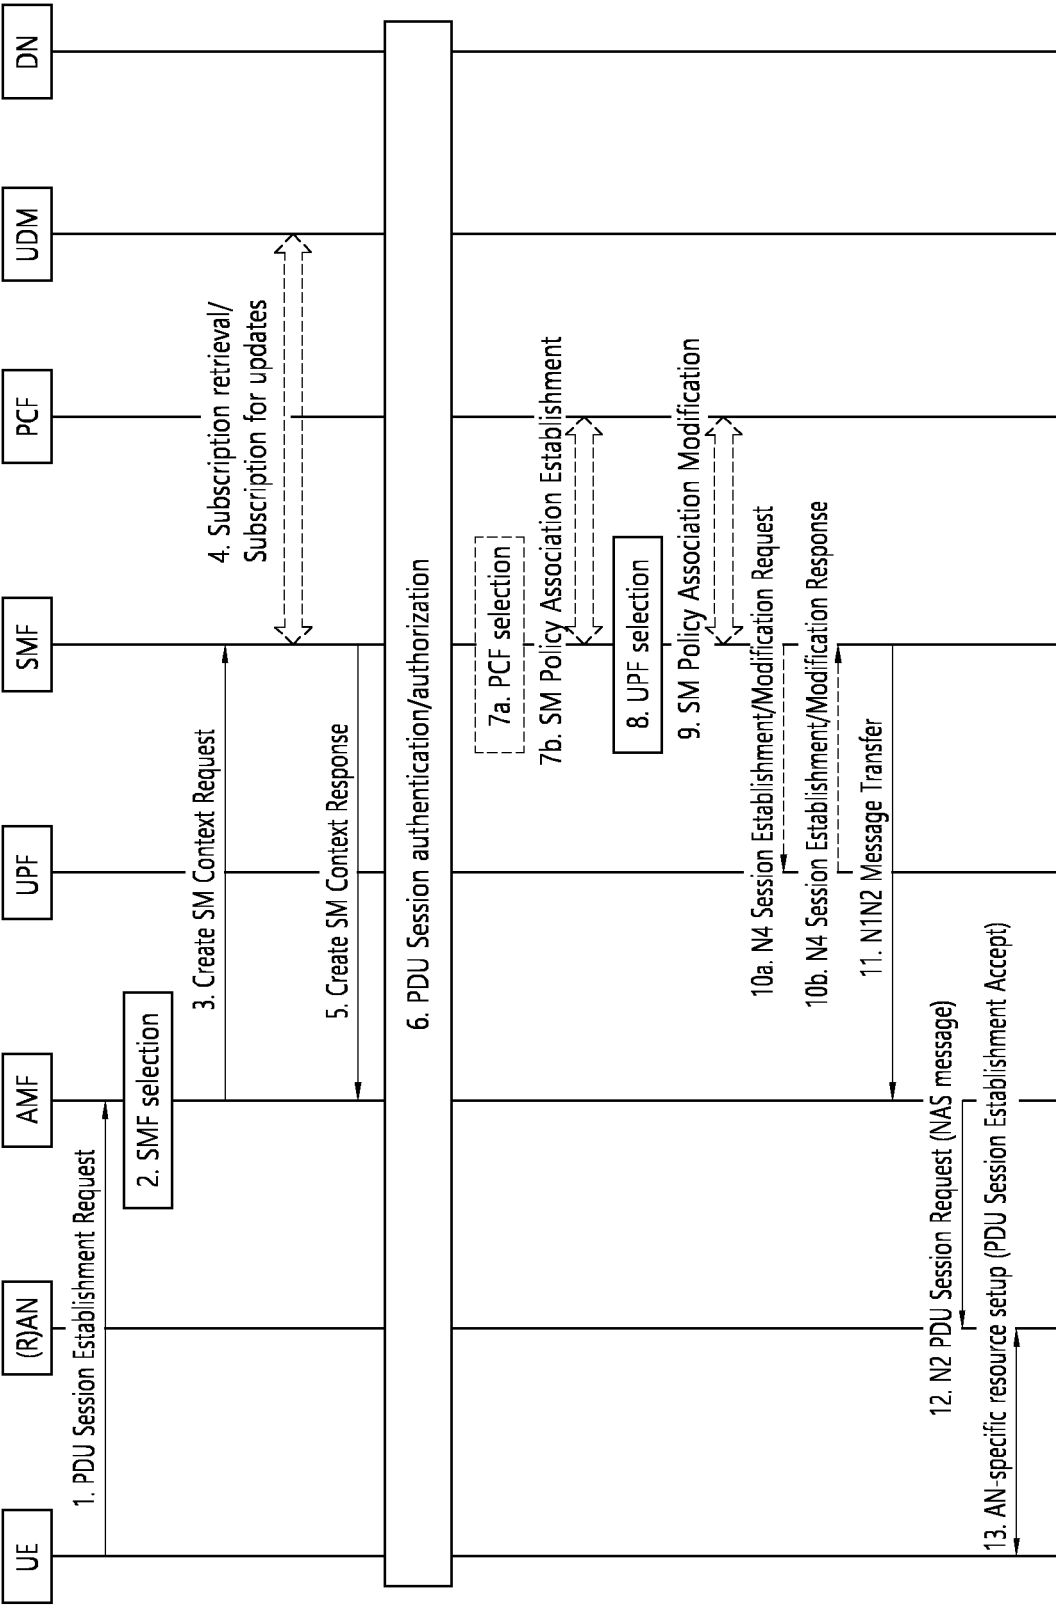 UE
(R)AN
AMF
UPF
SMF
PCF
UDM
DN
1. PDU Session Establishment Request
2. SMF selection
3. Create SM Context Request
4. Subscription retrieval/
Subscription for updates
5. Create SM Context Response
6. PDU Session authentication/authorization
7a. PCF selection
7b. SM Policy Association Establishment
8. UPF selection
9. SM Policy Association Modification
10a. N4 Session Establishment/Modification Request
10b. N4 Session Establishment/Modification Response
11. N1N2 Message Transfer
12. N2 PDU Session Request (NAS message)
13. AN-specific resource setup (PDU Session Establishment Accept)